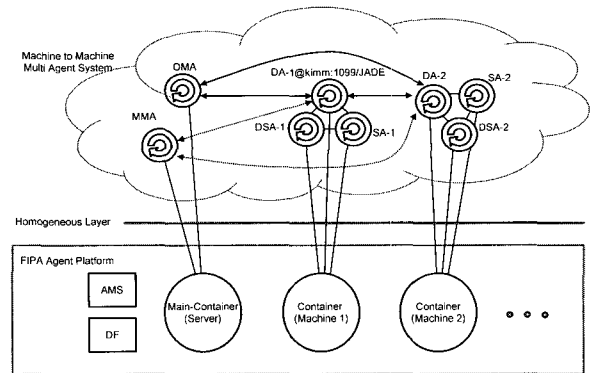 Machine to Machine
Multi Agent System
OMA
DA-1@kimm:1099/JADE
DA-2
SA-2
MMA
DSA-1
SA-1
DSA-2
Homogeneous Layer
FIPA Agent Platform
AMS
DF
Main-Container
(Server)
Container
(Machine 1)
Container
(Machine 2)